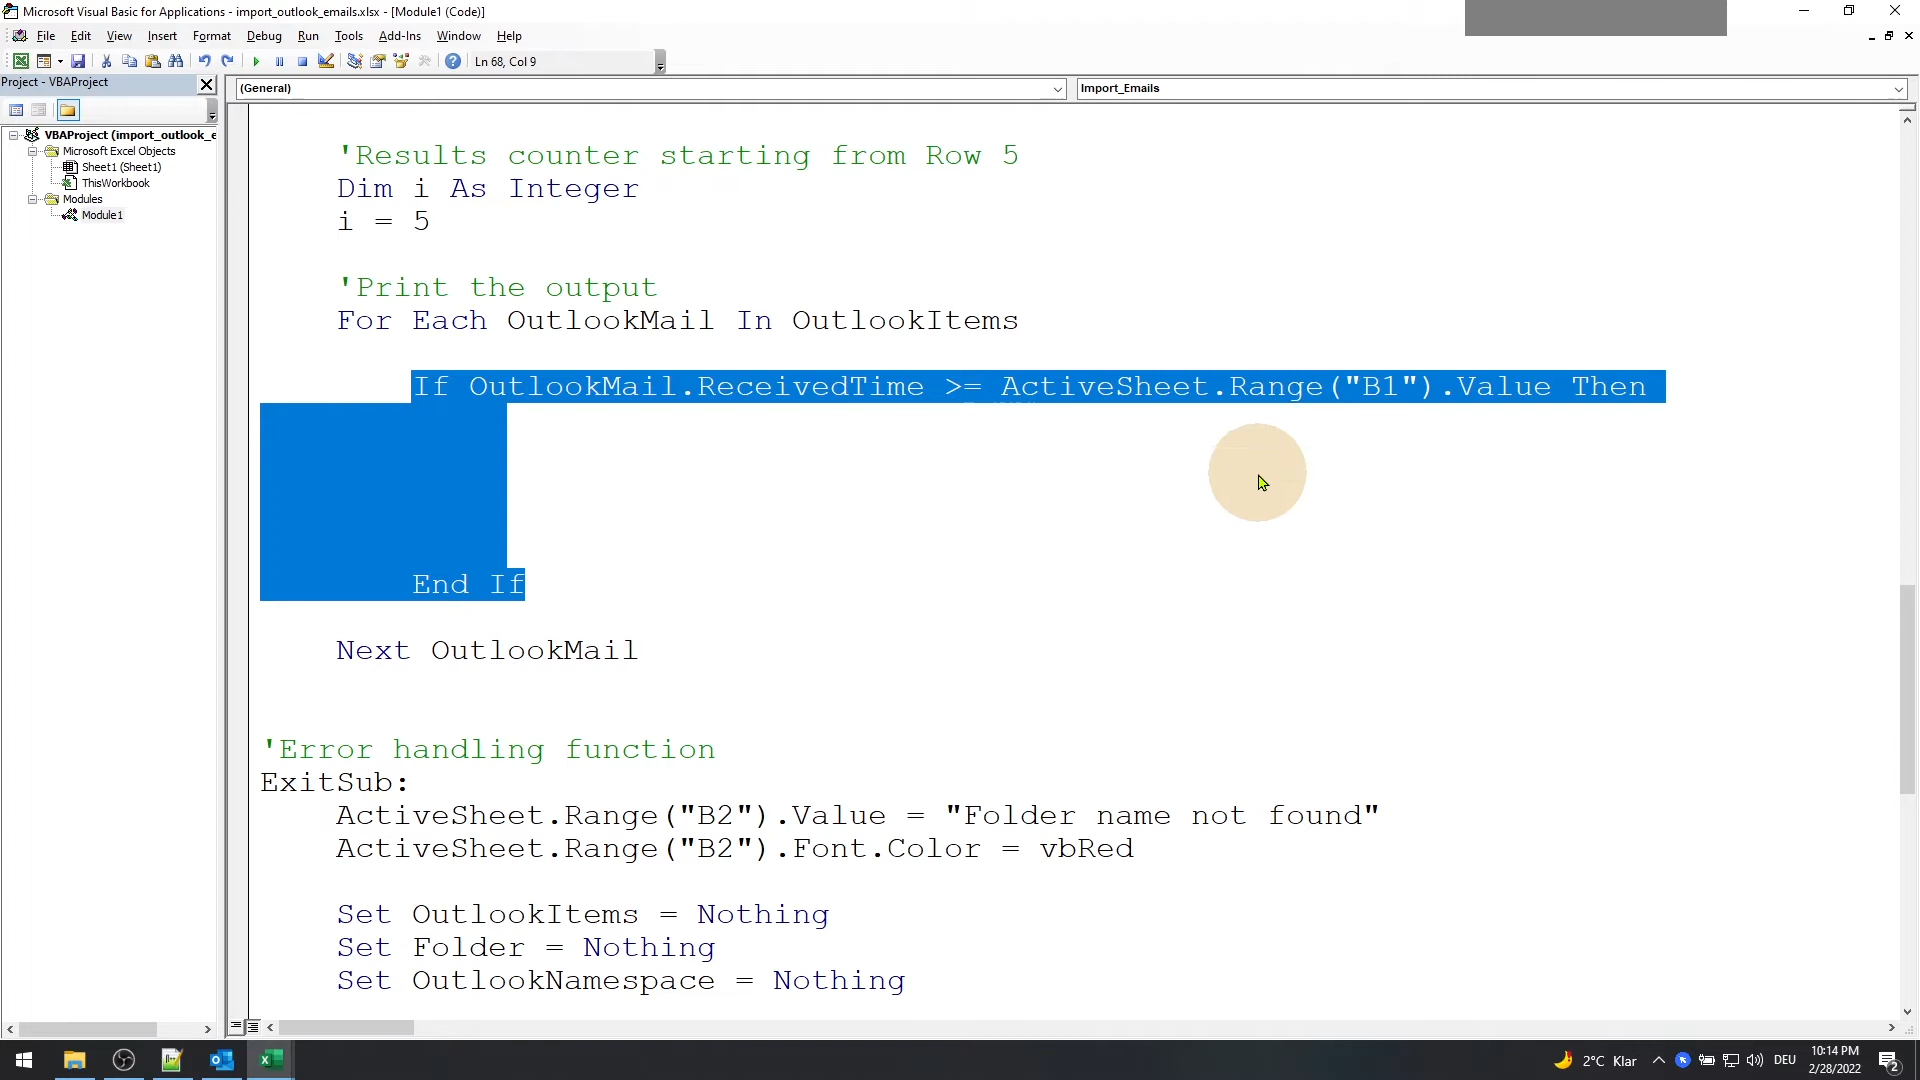 Microsoft Visual Basic for Applications - import_outlook_emails.xlsx - [Module1 (Code)]
File Edit View Insert Format Debug Run Tools Add-Ins Window Help
Ln 68, Col 9
Project - VBAProject
(General)
Import_Emails
VBAProject (import_outlook_e
Microsoft Excel Objects
Sheet1 (Sheet1)
ThisWorkbook
Modules
Module1
'Results counter starting from Row 5
Dim i As Integer
i = 5
'Print the output
For Each OutlookMail In OutlookItems
If OutlookMail.ReceivedTime >= ActiveSheet.Range("B1").Value Then
End If
Next OutlookMail
'Error handling function
ExitSub:
ActiveSheet.Range("B2").Value = "Folder name not found"
ActiveSheet.Range("B2").Font.Color = vbRed
Set OutlookItems = Nothing
Set Folder = Nothing
Set OutlookNamespace = Nothing
2°C Klar
DEU
10:14 PM
2/28/2022
2